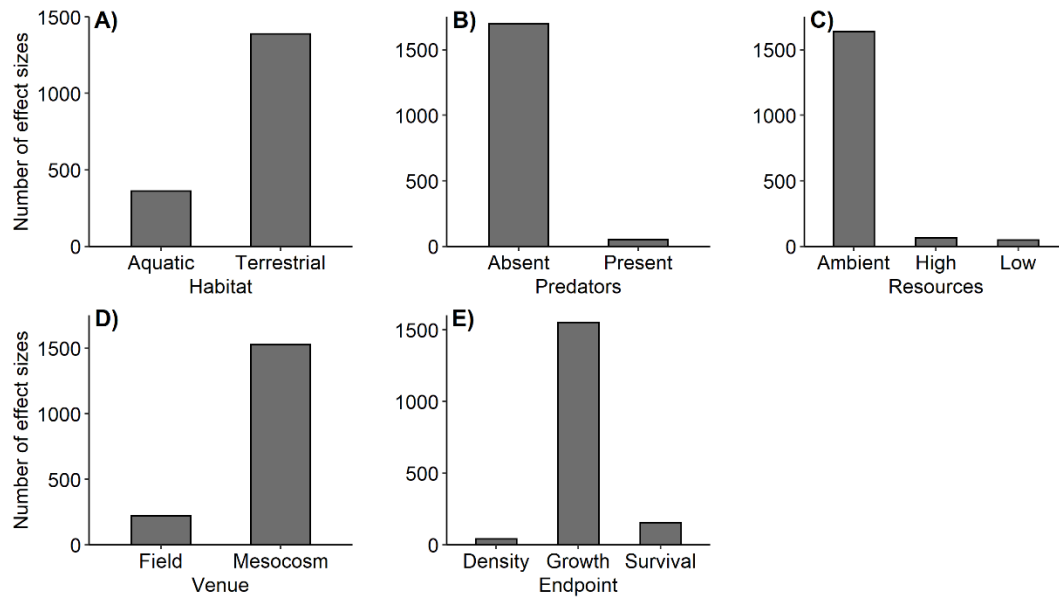 A)
Number of effect sizes
1500
1000
500
0
Aquatic Terrestrial
Habitat
B)
1500
1000
500
0
Absent Present
Predators
C)
1500
1000
500
0
Ambient High Low
Resources
D)
Number of effect sizes
1500
1000
500
0
Field Mesocosm
Venue
E)
1500
1000
500
0
Density Growth Survival
Endpoint